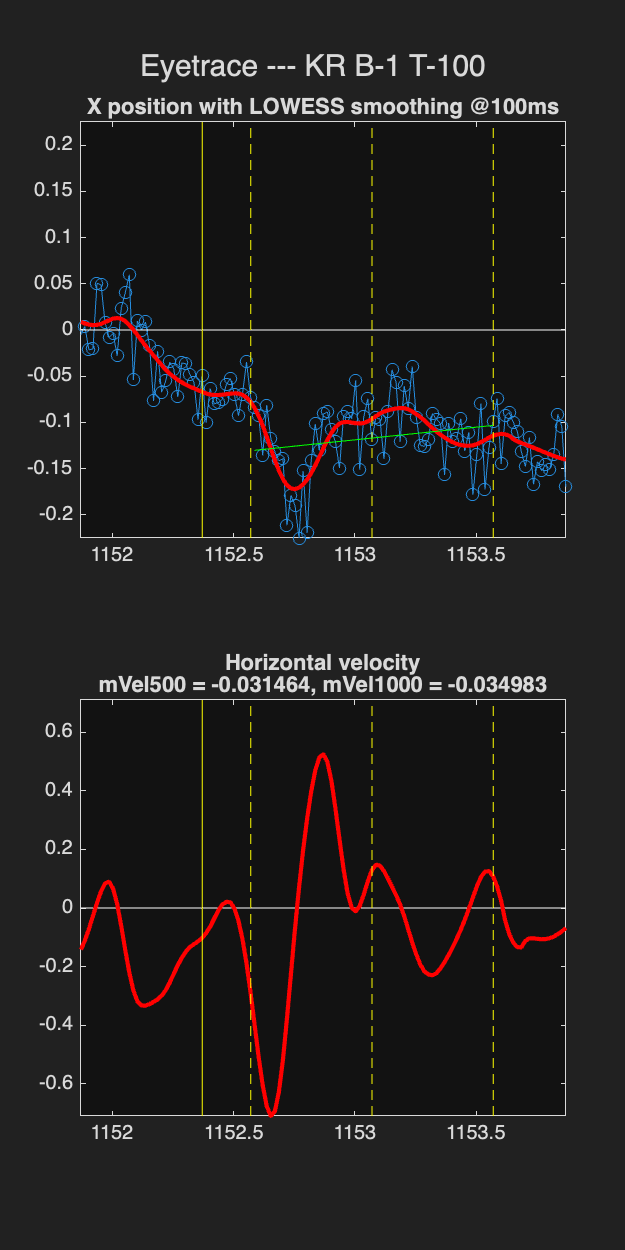 Eyetrace --- KR B-1 T-100
X position with LOWESS smoothing @100ms
0.2
0.15
0.1
0.05
0
-0.05
-0.1
-0.15
-0.2
1152 1152.5 1153 1153.5
Horizontal velocity
mVel500 = -0.031464, mVel1000 = -0.034983
0.6
0.4
0.2
0
-0.2
-0.4
-0.6
1152 1152.5 1153 1153.5